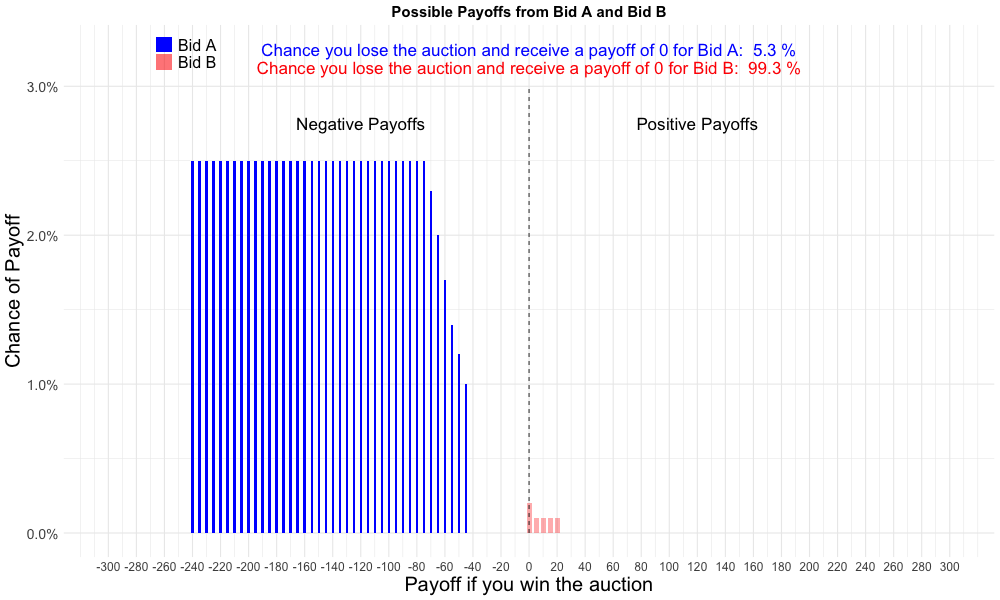 Possible Payoffs from Bid A and Bid B
Bid A
Bid B
Chance you lose the auction and receive a payoff of 0 for Bid A:  5.3 %
Chance you lose the auction and receive a payoff of 0 for Bid B:  99.3 %
Negative Payoffs
Positive Payoffs
Chance of Payoff
3.0%
2.0%
1.0%
0.0%
-300 -280 -260 -240 -220 -200 -180 -160 -140 -120 -100 -80 -60 -40 -20 0 20 40 60 80 100 120 140 160 180 200 220 240 260 280 300
Payoff if you win the auction